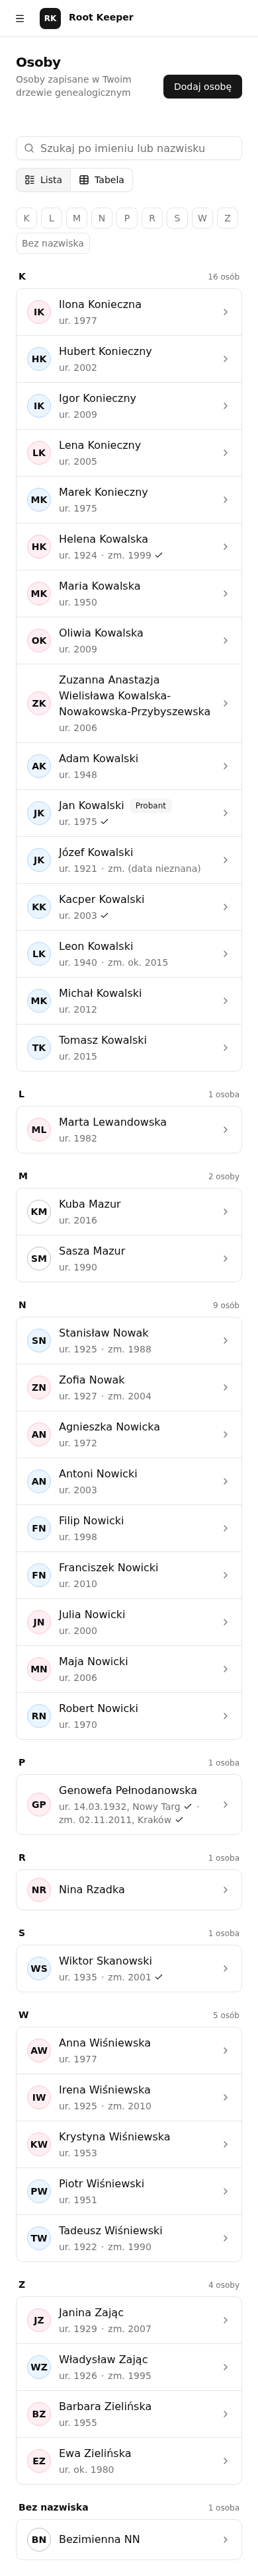 RK Root Keeper
Osoby
Osoby zapisane w Twoim
drzewie genealogicznym
Dodaj osobę
Szukaj po imieniu lub nazwisku
Lista Tabela
K L M N P R S W Z
Bez nazwiska
K 16 osób
IK Ilona Konieczna
ur. 1977
HK Hubert Konieczny
ur. 2002
IK Igor Konieczny
ur. 2009
LK Lena Konieczny
ur. 2005
MK Marek Konieczny
ur. 1975
HK Helena Kowalska
ur. 1924 · zm. 1999 ✓
MK Maria Kowalska
ur. 1950
OK Oliwia Kowalska
ur. 2009
Zuzanna Anastazja
Wielisława Kowalska-
ZK Nowakowska-Przybyszewska
ur. 2006
AK Adam Kowalski
ur. 1948
JK Jan Kowalski Probant
ur. 1975 ✓
JK Józef Kowalski
ur. 1921 · zm. (data nieznana)
KK Kacper Kowalski
ur. 2003 ✓
LK Leon Kowalski
ur. 1940 · zm. ok. 2015
MK Michał Kowalski
ur. 2012
TK Tomasz Kowalski
ur. 2015
L 1 osoba
ML Marta Lewandowska
ur. 1982
M 2 osoby
KM Kuba Mazur
ur. 2016
SM Sasza Mazur
ur. 1990
N 9 osób
SN Stanisław Nowak
ur. 1925 · zm. 1988
ZN Zofia Nowak
ur. 1927 · zm. 2004
AN Agnieszka Nowicka
ur. 1972
AN Antoni Nowicki
ur. 2003
FN Filip Nowicki
ur. 1998
FN Franciszek Nowicki
ur. 2010
JN Julia Nowicki
ur. 2000
MN Maja Nowicki
ur. 2006
RN Robert Nowicki
ur. 1970
P 1 osoba
GP Genowefa Pełnodanowska
ur. 14.03.1932, Nowy Targ ✓ ·
zm. 02.11.2011, Kraków ✓
R 1 osoba
NR Nina Rzadka
S 1 osoba
WS Wiktor Skanowski
ur. 1935 · zm. 2001 ✓
W 5 osób
AW Anna Wiśniewska
ur. 1977
IW Irena Wiśniewska
ur. 1925 · zm. 2010
KW Krystyna Wiśniewska
ur. 1953
PW Piotr Wiśniewski
ur. 1951
TW Tadeusz Wiśniewski
ur. 1922 · zm. 1990
Z 4 osoby
JZ Janina Zając
ur. 1929 · zm. 2007
WZ Władysław Zając
ur. 1926 · zm. 1995
BZ Barbara Zielińska
ur. 1955
EZ Ewa Zielińska
ur. ok. 1980
Bez nazwiska 1 osoba
BN Bezimienna NN